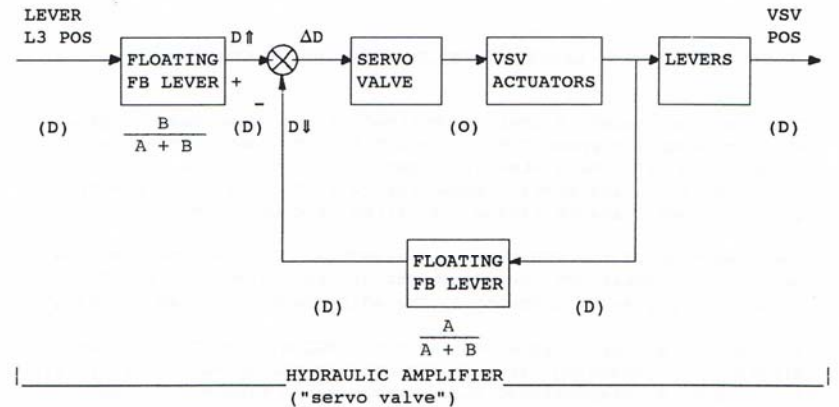 LEVER
L3 POS
VSV
POS
FLOATING
FB LEVER
D⇑
+
ΔD
SERVO
VALVE
VSV
ACTUATORS
LEVERS
−
(D)
B
A + B
(D)
D⇓
(O)
(D)
FLOATING
FB LEVER
(D)
(D)
A
A + B
HYDRAULIC AMPLIFIER
("servo valve")